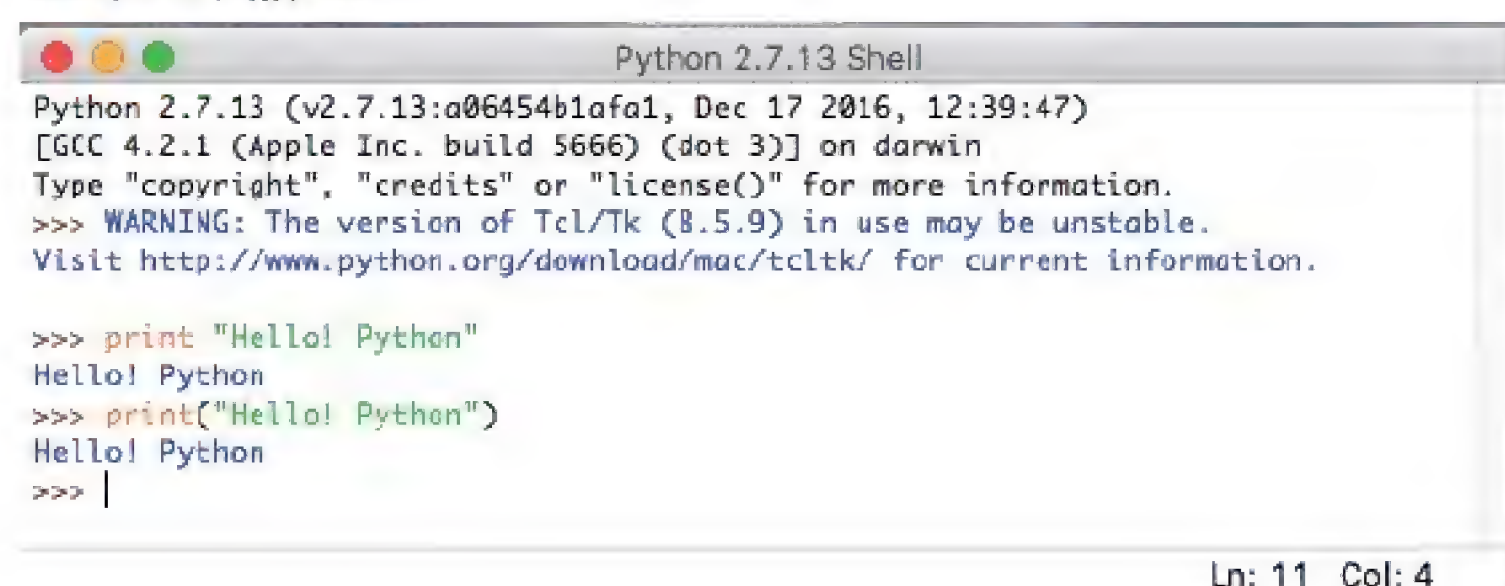 Python 2.7.13 Shell
Python 2.7.13 (v2.7.13:a06454b1afa1, Dec 17 2016, 12:39:47)
[GCC 4.2.1 (Apple Inc. build 5666) (dot 3)] on darwin
Type "copyright", "credits" or "license()" for more information.
>>> WARNING: The version of Tcl/Tk (8.5.9) in use may be unstable.
Visit http://www.python.org/download/mac/tcltk/ for current information.

>>> print "Hello! Python"
Hello! Python
>>> print("Hello! Python")
Hello! Python
>>>
Ln: 11 Col: 4